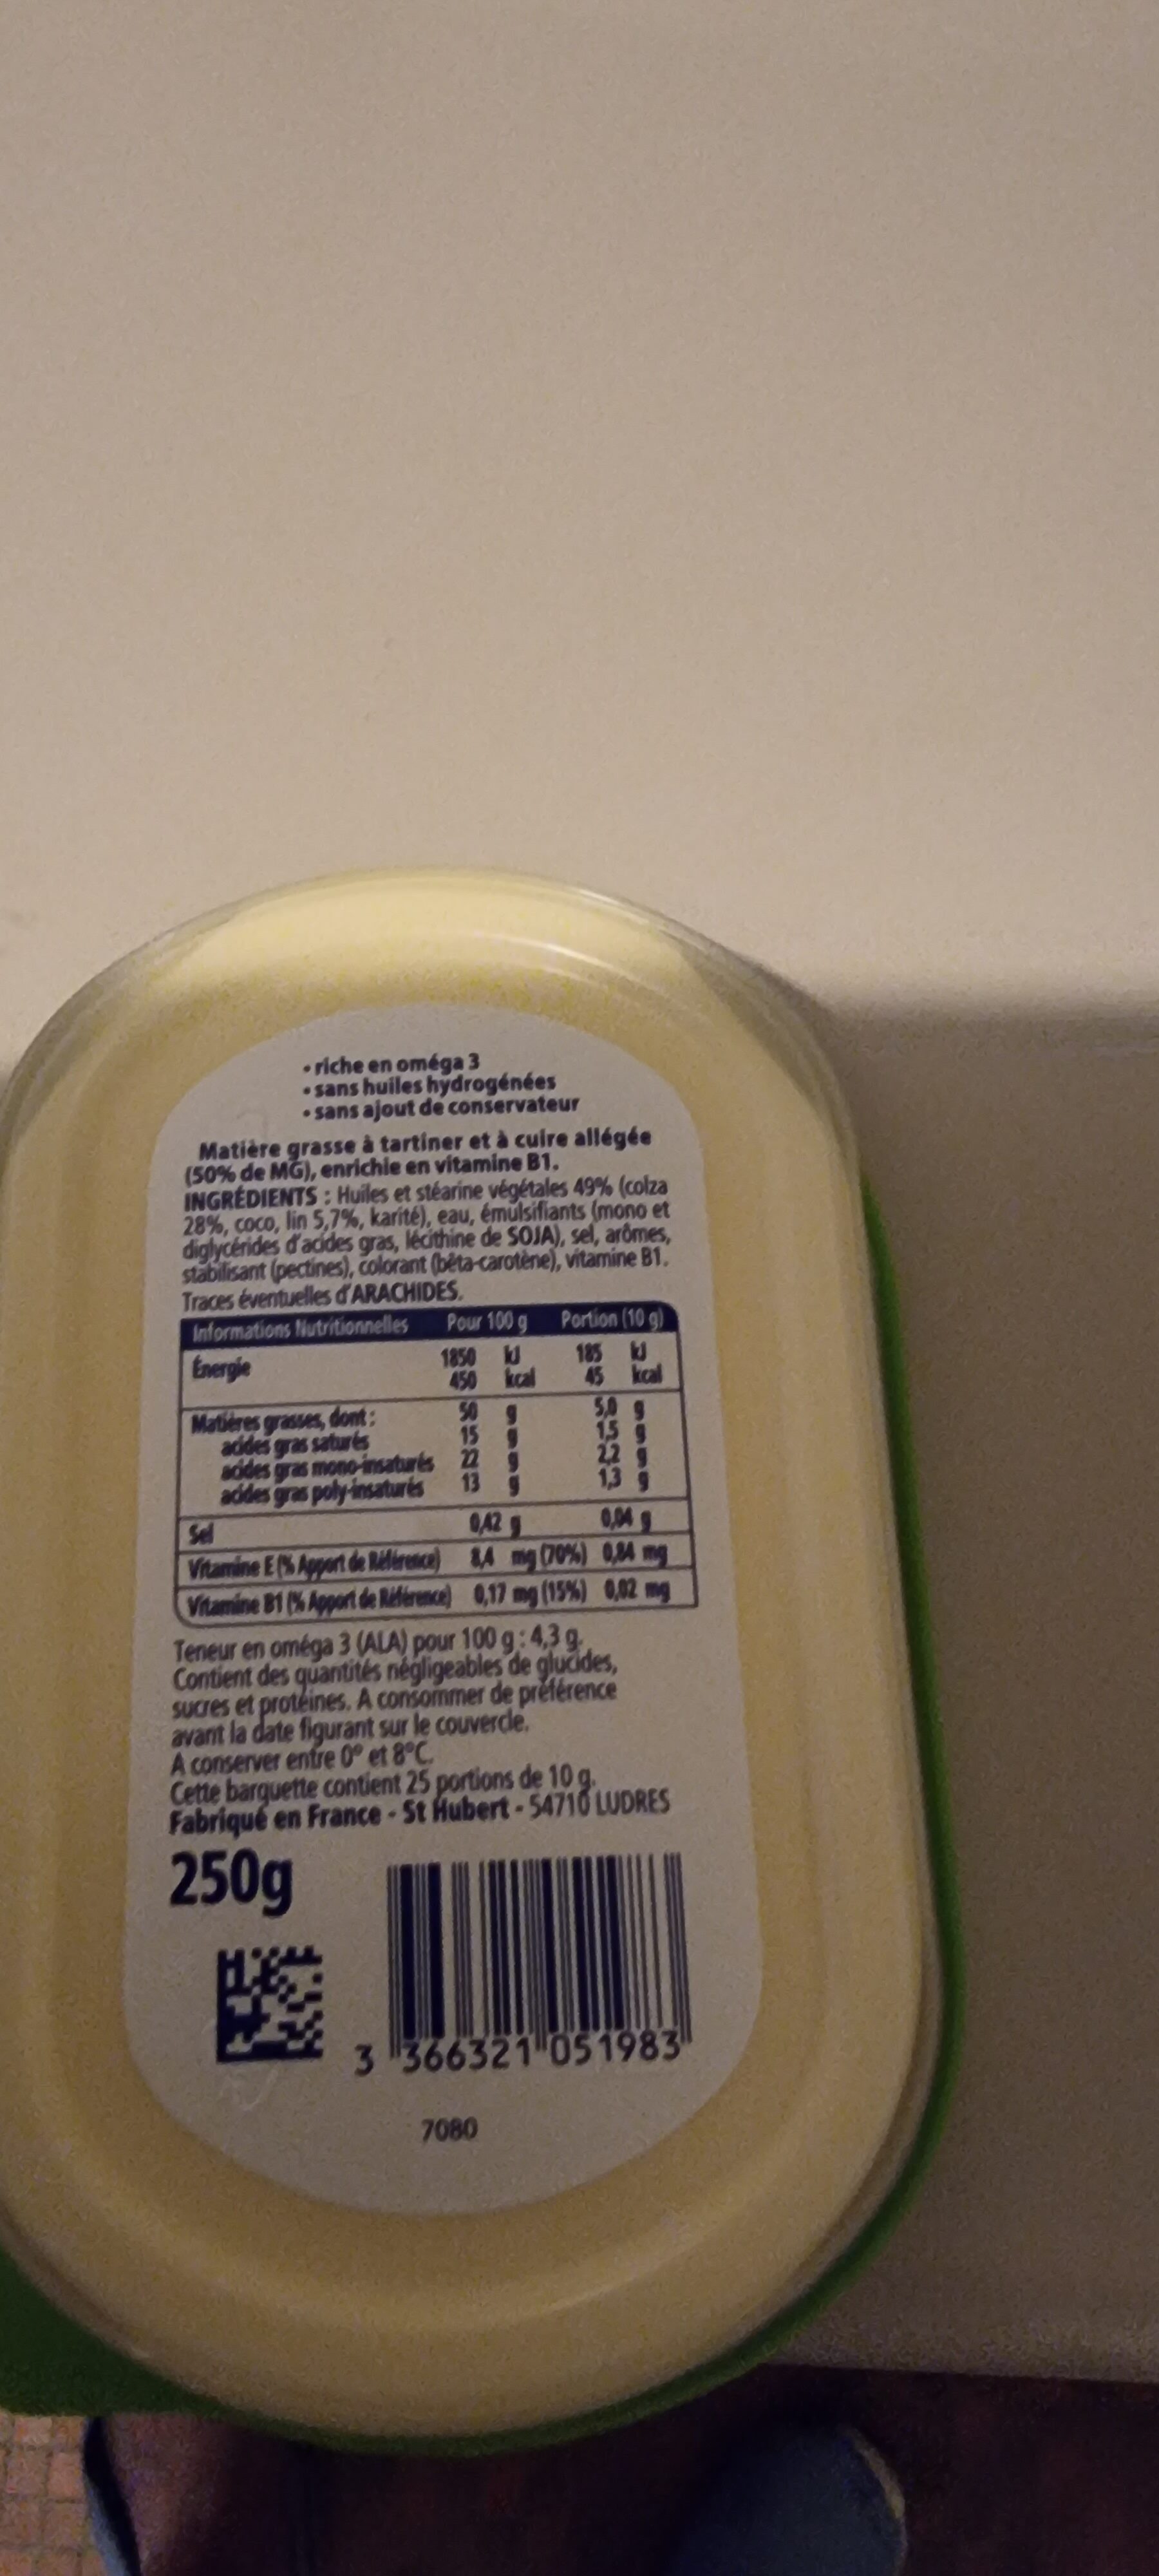 • riche en oméga 3
• sans huiles hydrogénées
• sans ajout de conservateur
Matière grasse à tartiner et à cuire allégée
(50% de MG), enrichie en vitamine B1.
INGRÉDIENTS : Huiles et stéarine végétales 49% (colza
28%, coco, lin 5,7%, karité), eau, émulsifiants (mono et
diglycérides d'acides gras, lécithine de SOJA), sel, arômes,
stabilisant (pectines), colorant (bêta-carotène), vitamine B1.
Traces éventuelles d'ARACHIDES.
Informations Nutritionnelles Pour 100 g Portion (10 g)
Énergie 1850 kJ 185 kJ
450 kcal 45 kcal
Matières grasses, dont : 50 g 5,0 g
acides gras saturés 15 g 1,5 g
acides gras mono-insaturés 22 g 2,2 g
acides gras poly-insaturés 13 g 1,3 g
Sel 0,42 g 0,04 g
Vitamine E (% Apport de Référence) 8,4 mg (70%) 0,84 mg
Vitamine B1 (% Apport de Référence) 0,17 mg (15%) 0,02 mg
Teneur en oméga 3 (ALA) pour 100 g : 4,3 g.
Contient des quantités négligeables de glucides,
sucres et protéines. A consommer de préférence
avant la date figurant sur le couvercle.
A conserver entre 0° et 8°C.
Cette barquette contient 25 portions de 10 g.
Fabriqué en France - St Hubert - 54710 LUDRES
250g
3 366321 051983
7080